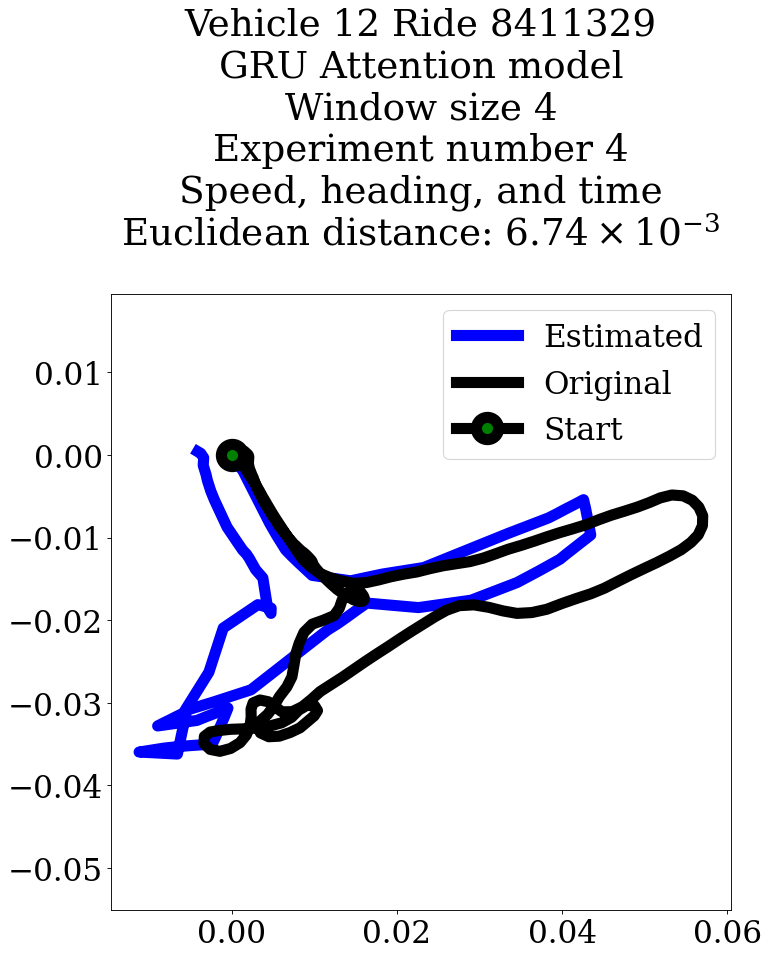 Vehicle 12 Ride 8411329
GRU Attention model
Window size 4
Experiment number 4
Speed, heading, and time
Euclidean distance: 6.74 × 10⁻³
Estimated
Original
Start
0.01
0.00
−0.01
−0.02
−0.03
−0.04
−0.05
0.00 0.02 0.04 0.06